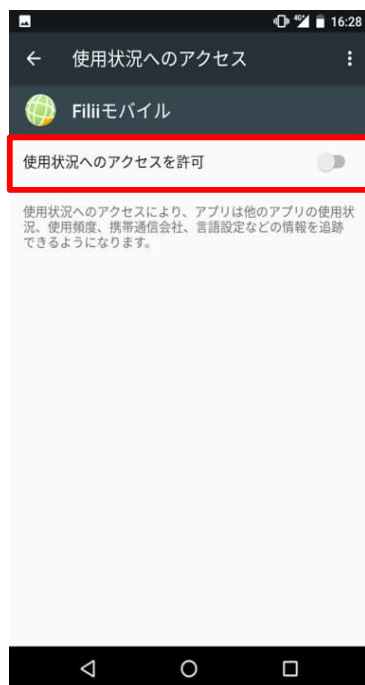 16:28
使用状況へのアクセス
Filiiモバイル
使用状況へのアクセスを許可
使用状況へのアクセスにより、アプリは他のアプリの使用状
況、使用頻度、携帯通信会社、言語設定などの情報を追跡
できるようになります。